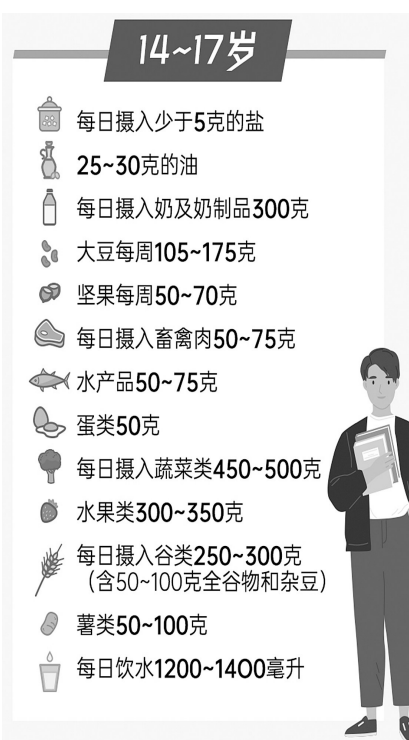 14~17岁
每日摄入少于5克的盐
25~30克的油
每日摄入奶及奶制品300克
大豆每周105~175克
坚果每周50~70克
每日摄入畜禽肉50~75克
水产品50~75克
蛋类50克
每日摄入蔬菜类450~500克
水果类300~350克
每日摄入谷类250~300克
（含50~100克全谷物和杂豆）
薯类50~100克
每日饮水1200~1400毫升